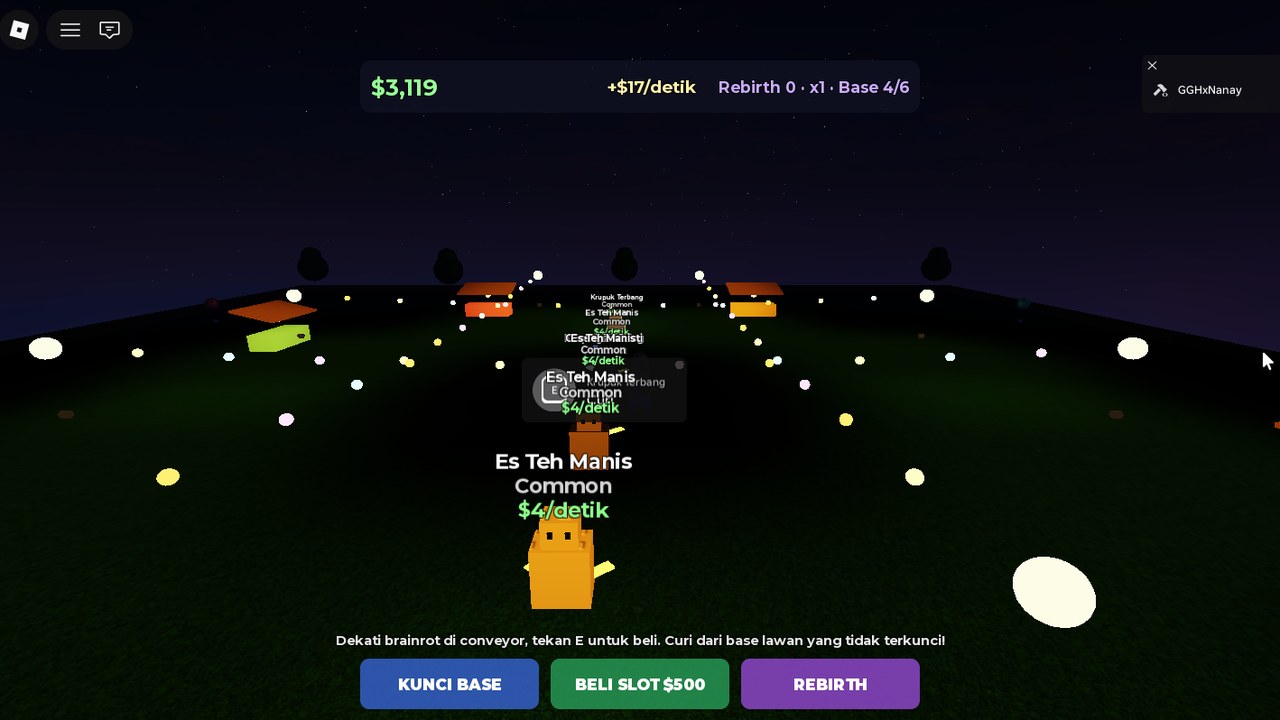 $3,119
+$17/detik
Rebirth 0 · x1 · Base 4/6
GGHxNanay
Krupuk Terbang
Common
Es Teh Manis
Common
$4/detik
Es Teh Manis
Common
$4/detik
Es Teh Manis
Common
$4/detik
E
Krupuk Terbang
Es Teh Manis
Common
$4/detik
Dekati brainrot di conveyor, tekan E untuk beli. Curi dari base lawan yang tidak terkunci!
KUNCI BASE
BELI SLOT $500
REBIRTH